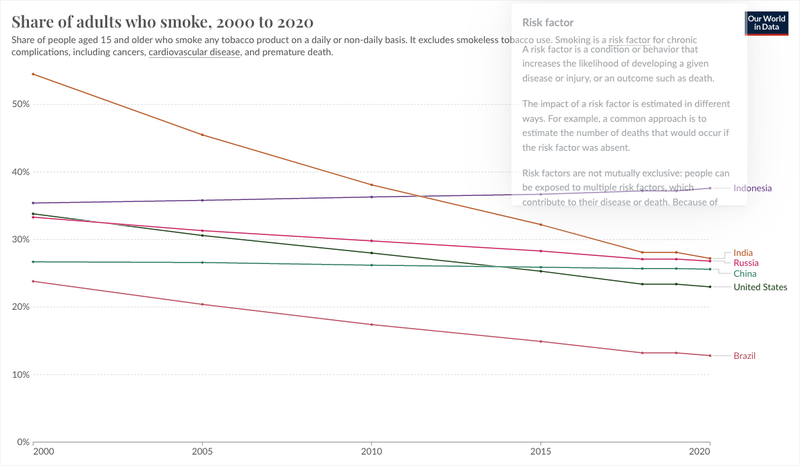 Share of adults who smoke, 2000 to 2020
Share of people aged 15 and older who smoke any tobacco product on a daily or non-daily basis. It excludes smokeless tobacco use. Smoking is a risk factor for chronic
complications, including cancers, cardiovascular disease, and premature death.
Our World
in Data
Risk factor
A risk factor is a condition or behavior that
increases the likelihood of developing a given
disease or injury, or an outcome such as death.
The impact of a risk factor is estimated in different
ways. For example, a common approach is to
estimate the number of deaths that would occur if
the risk factor was absent.
Risk factors are not mutually exclusive: people can
be exposed to multiple risk factors, which
contribute to their disease or death. Because of
50%
40%
30%
20%
10%
0%
Indonesia
India
Russia
China
United States
Brazil
2000
2005
2010
2015
2020